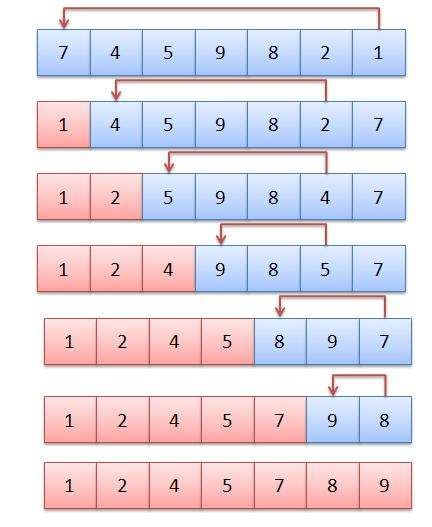 7 4 5 9 8 2 1
1 4 5 9 8 2 7
1 2 5 9 8 4 7
1 2 4 9 8 5 7
1 2 4 5 8 9 7
1 2 4 5 7 9 8
1 2 4 5 7 8 9